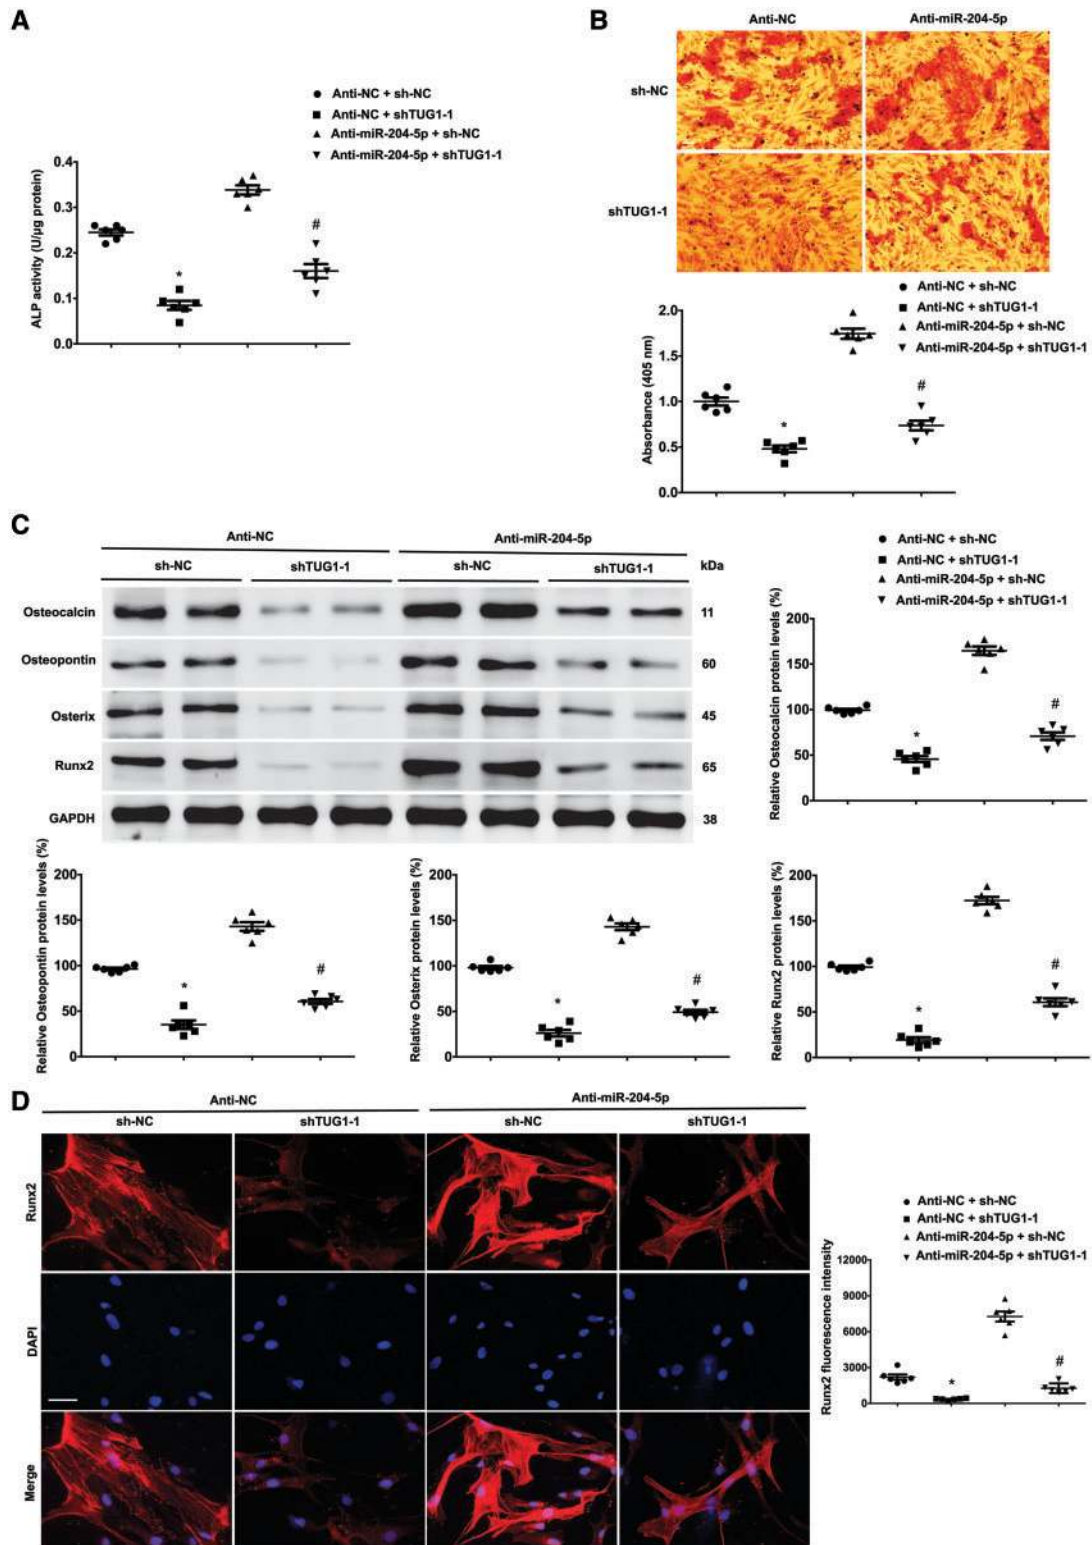 A
Anti-NC + sh-NC
Anti-NC + shTUG1-1
Anti-miR-204-5p + sh-NC
Anti-miR-204-5p + shTUG1-1
ALP activity (U/µg protein)
0.4
0.3
0.2
0.1
0.0
*
#
B
Anti-NC
Anti-miR-204-5p
sh-NC
shTUG1-1
Anti-NC + sh-NC
Anti-NC + shTUG1-1
Anti-miR-204-5p + sh-NC
Anti-miR-204-5p + shTUG1-1
Absorbance (405 nm)
2.0
1.5
1.0
0.5
0.0
*
#
C
Anti-NC
Anti-miR-204-5p
sh-NC
shTUG1-1
sh-NC
shTUG1-1
kDa
Osteocalcin
11
Osteopontin
60
Osterix
45
Runx2
65
GAPDH
38
Anti-NC + sh-NC
Anti-NC + shTUG1-1
Anti-miR-204-5p + sh-NC
Anti-miR-204-5p + shTUG1-1
Relative Osteocalcin protein levels (%)
200
150
100
50
0
*
#
Relative Osteopontin protein levels (%)
200
150
100
50
0
*
#
Relative Osterix protein levels (%)
200
150
100
50
0
*
#
Relative Runx2 protein levels (%)
200
150
100
50
0
*
#
D
Anti-NC
Anti-miR-204-5p
sh-NC
shTUG1-1
sh-NC
shTUG1-1
Runx2
DAPI
Merge
Anti-NC + sh-NC
Anti-NC + shTUG1-1
Anti-miR-204-5p + sh-NC
Anti-miR-204-5p + shTUG1-1
Runx2 fluorescence intensity
12000
9000
6000
3000
0
*
#